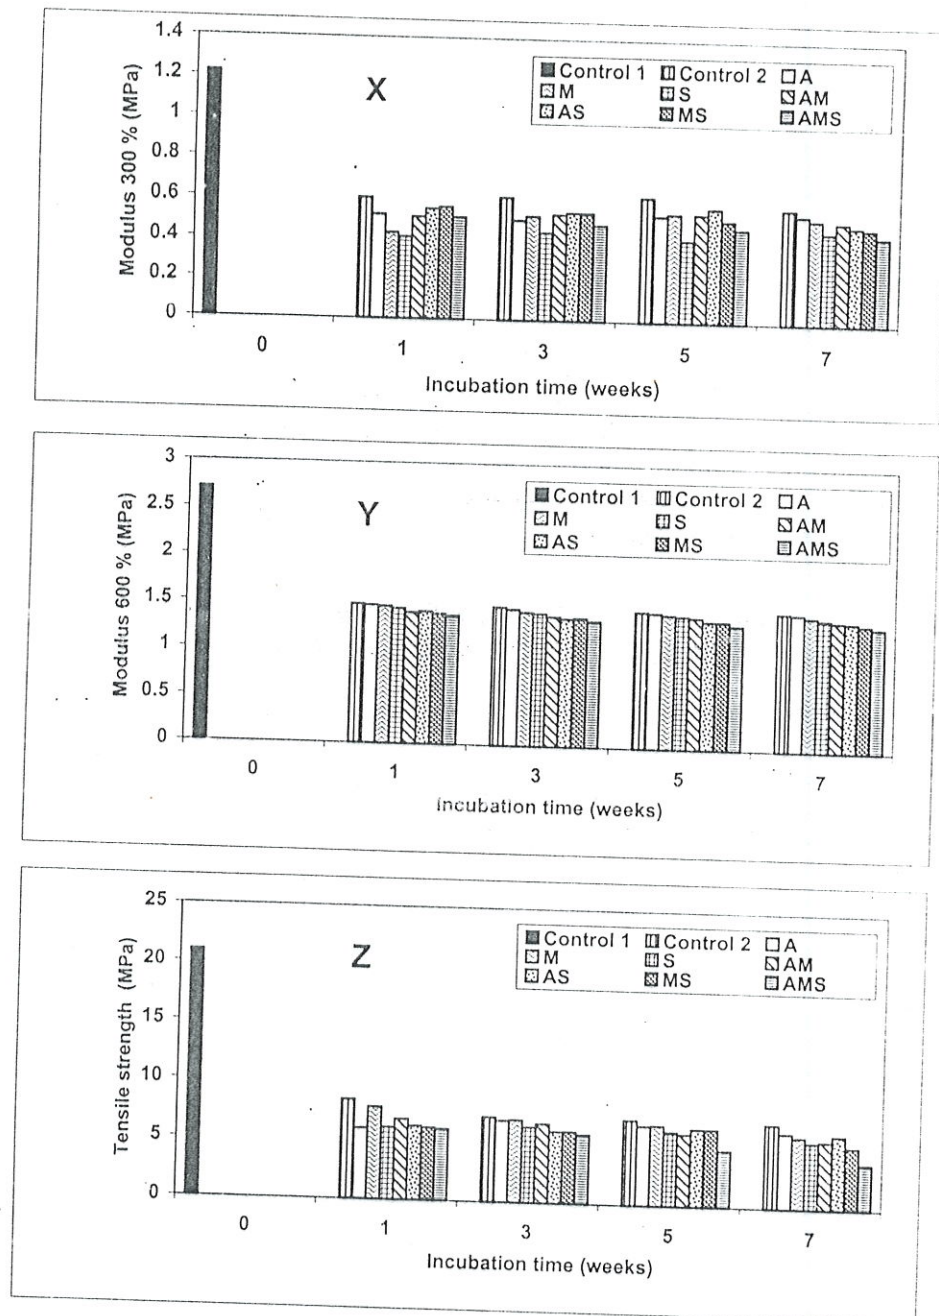 1.4
1.2
1
0.8
0.6
0.4
0.2
0
Modulus 300 % (MPa)
X
Control 1 Control 2 A
M S AM
AS MS AMS
0 1 3 5 7
Incubation time (weeks)
3
2.5
2
1.5
1
0.5
0
Modulus 600 % (MPa)
Y
Control 1 Control 2 A
M S AM
AS MS AMS
0 1 3 5 7
Incubation time (weeks)
25
20
15
10
5
0
Tensile strength (MPa)
Z
Control 1 Control 2 A
M S AM
AS MS AMS
0 1 3 5 7
Incubation time (weeks)